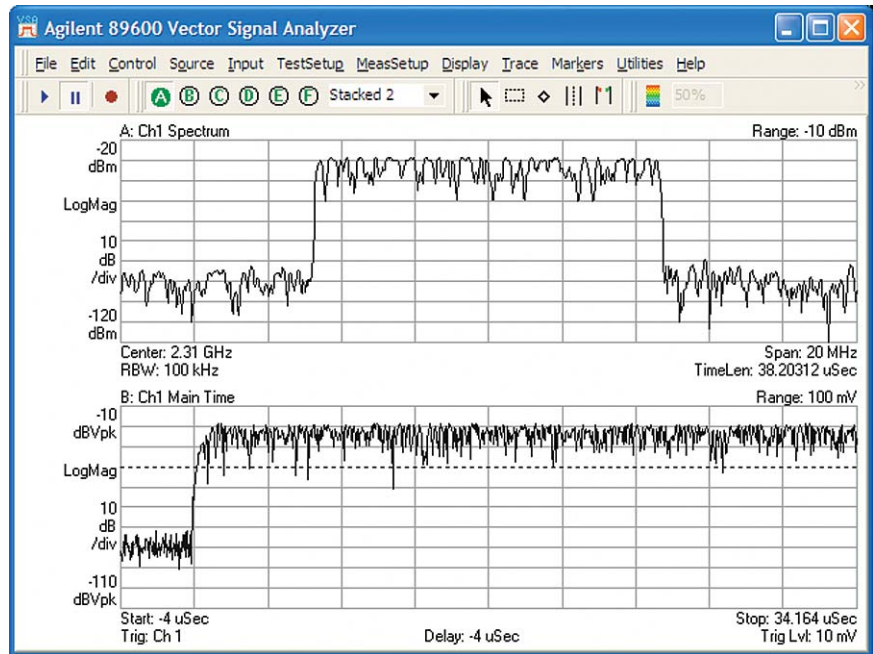 VSA Agilent 89600 Vector Signal Analyzer
File Edit Control Source Input TestSetup MeasSetup Display Trace Markers Utilities Help
A B C D E F Stacked 2 50%
A: Ch1 Spectrum Range: -10 dBm
-20
dBm
LogMag
10
dB
/div
-120
dBm
Center: 2.31 GHz Span: 20 MHz
RBW: 100 kHz TimeLen: 38.20312 uSec
B: Ch1 Main Time Range: 100 mV
-10
dBVpk
LogMag
10
dB
/div
-110
dBVpk
Start: -4 uSec Stop: 34.164 uSec
Trig: Ch 1 Delay: -4 uSec Trig Lvl: 10 mV